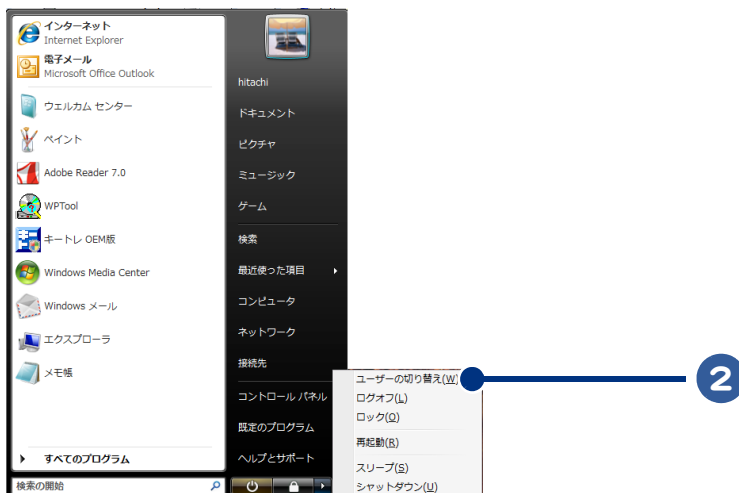 インターネット
Internet Explorer
電子メール
Microsoft Office Outlook
ウェルカム センター
ペイント
Adobe Reader 7.0
WPTool
キートレ OEM版
Windows Media Center
Windows メール
エクスプローラ
メモ帳
すべてのプログラム
検索の開始
hitachi
ドキュメント
ピクチャ
ミュージック
ゲーム
検索
最近使った項目
コンピュータ
ネットワーク
接続先
コントロール パネル
既定のプログラム
ヘルプとサポート
ユーザーの切り替え(W)
ログオフ(L)
ロック(O)
再起動(R)
スリープ(S)
シャットダウン(U)
2